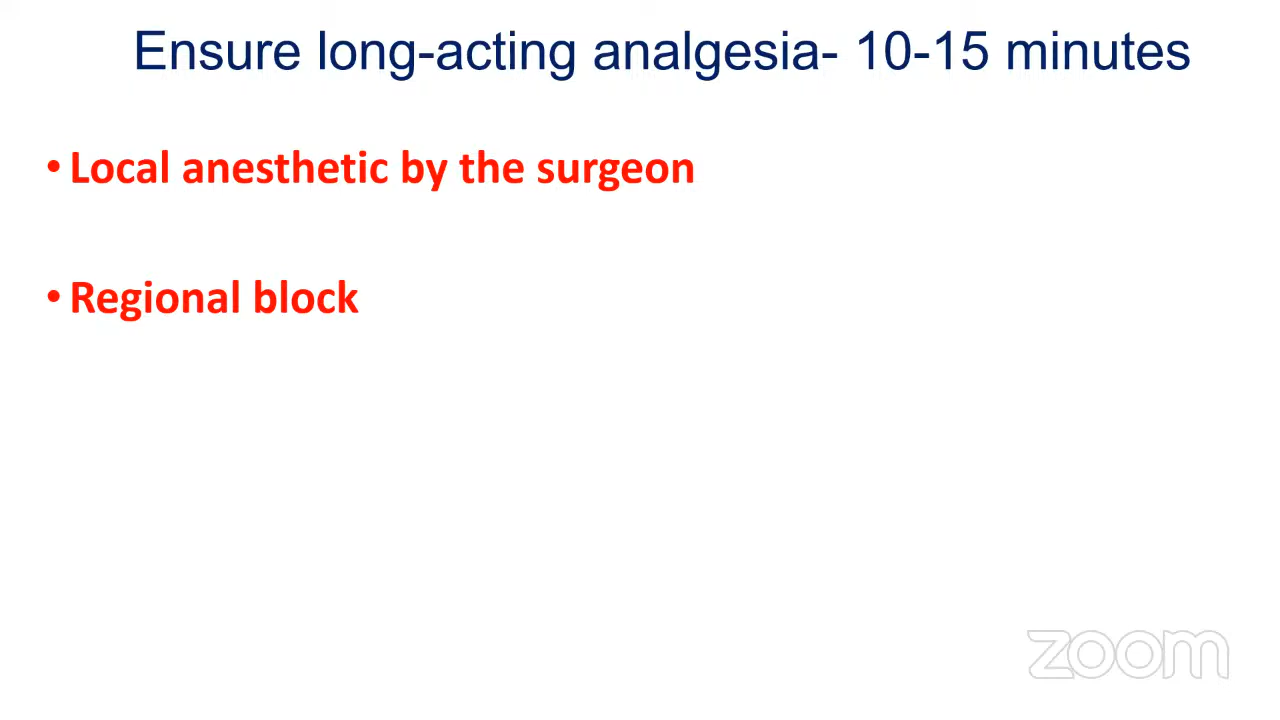 Ensure long-acting analgesia- 10-15 minutes
• Local anesthetic by the surgeon
• Regional block
zoom